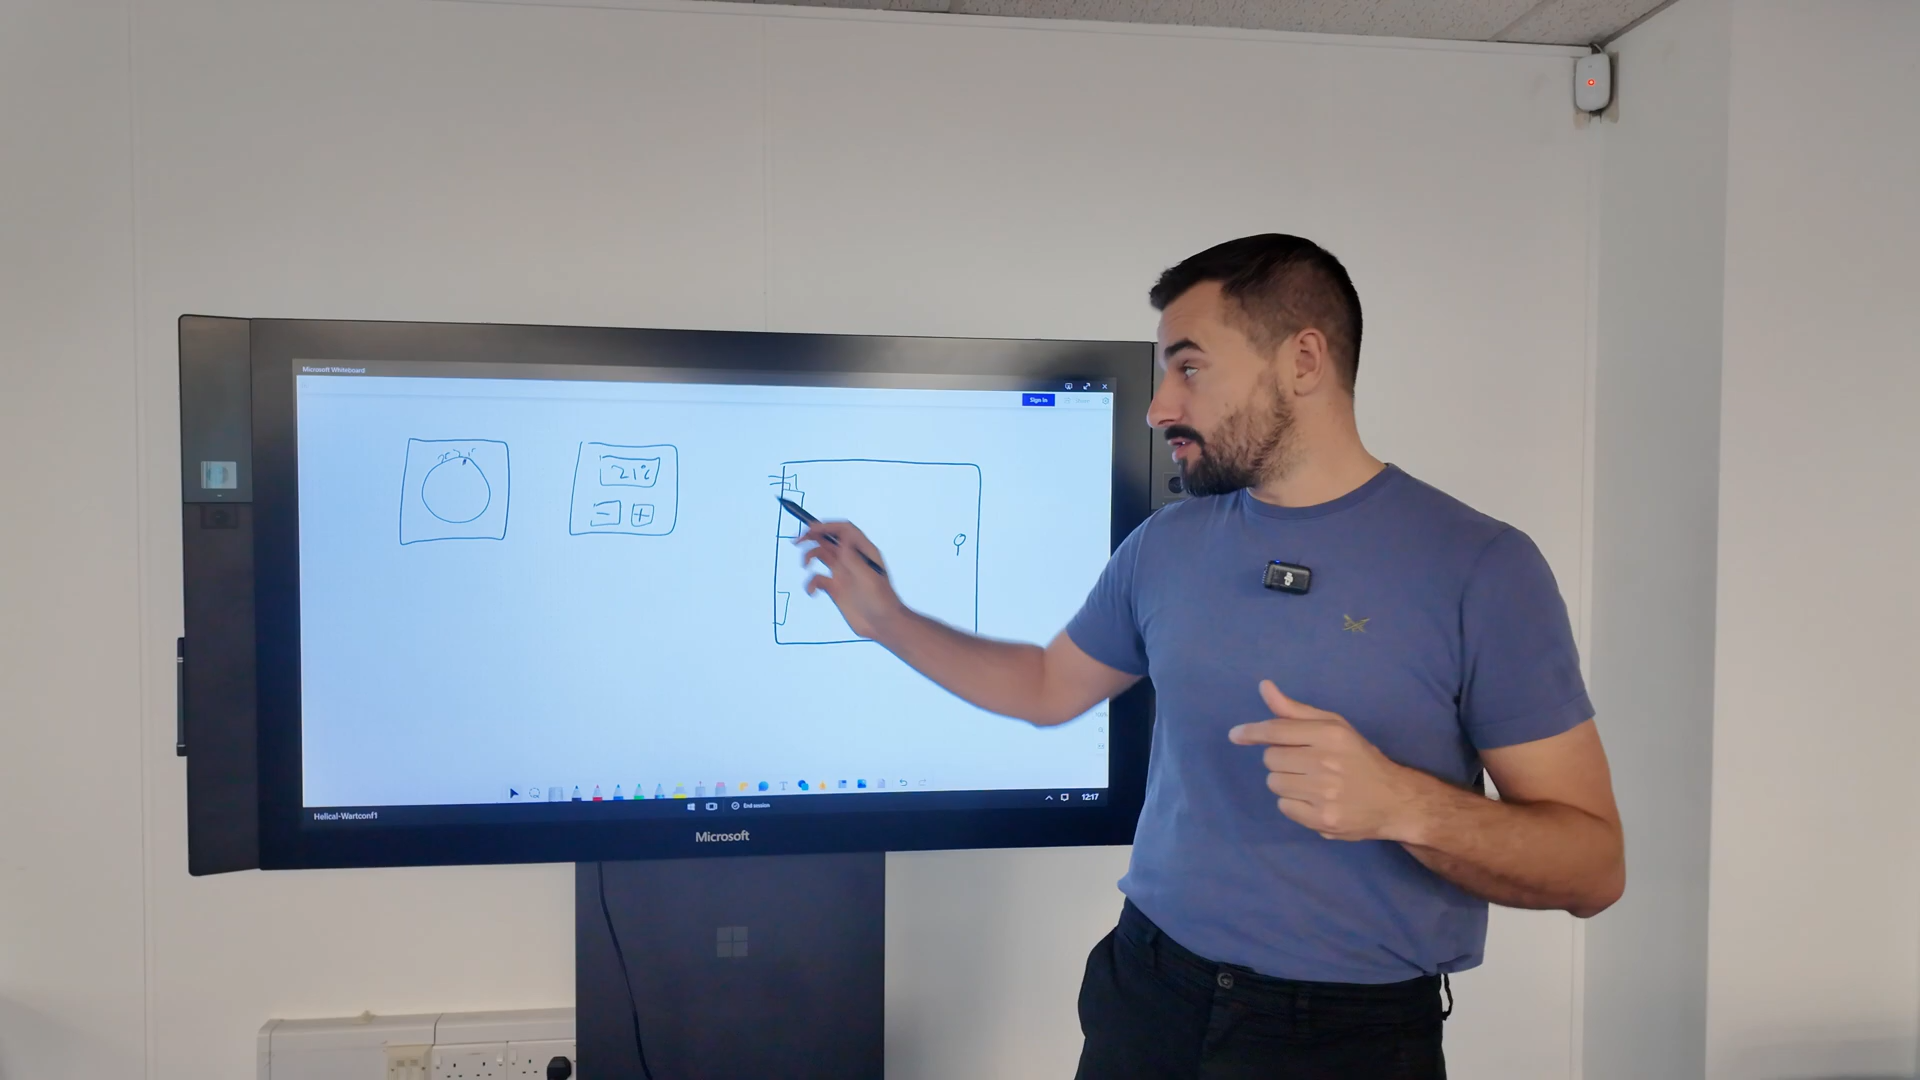 Microsoft Whiteboard
Sign in
21°c
- +
End session
12:17
Helical-Wartconf1
Microsoft